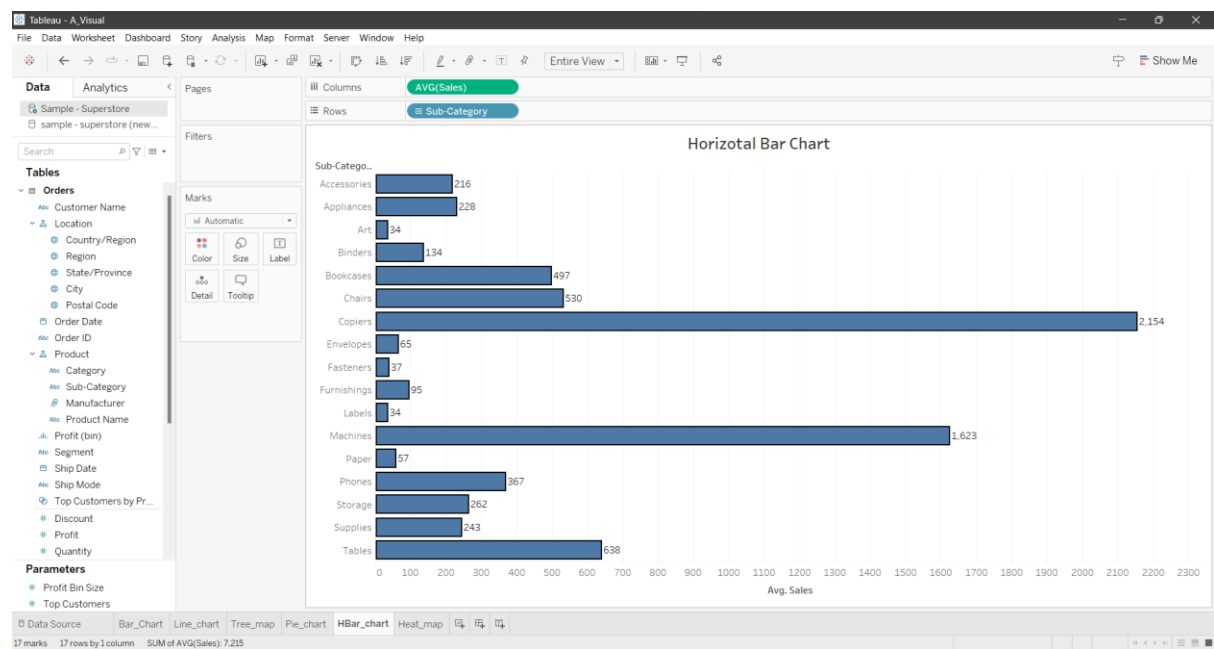 Tableau - A_Visual
File Data Worksheet Dashboard Story Analysis Map Format Server Window Help
Entire View
Show Me
Data Analytics
Sample - Superstore
sample - superstore (new...
Search
Tables
Orders
Abc Customer Name
Location
Country/Region
Region
State/Province
City
Postal Code
Order Date
Abc Order ID
Product
Abc Category
Abc Sub-Category
Manufacturer
Abc Product Name
Profit (bin)
Abc Segment
Ship Date
Abc Ship Mode
Top Customers by Pr...
# Discount
# Profit
# Quantity
Parameters
# Profit Bin Size
# Top Customers
Pages
Filters
Marks
Automatic
Color Size Label
Detail Tooltip
Columns AVG(Sales)
Rows Sub-Category
Horizotal Bar Chart
Sub-Catego..
Accessories 216
Appliances 228
Art 34
Binders 134
Bookcases 497
Chairs 530
Copiers 2,154
Envelopes 65
Fasteners 37
Furnishings 95
Labels 34
Machines 1,623
Paper 57
Phones 367
Storage 262
Supplies 243
Tables 638
0 100 200 300 400 500 600 700 800 900 1000 1100 1200 1300 1400 1500 1600 1700 1800 1900 2000 2100 2200 2300
Avg. Sales
Data Source Bar_Chart Line_chart Tree_map Pie_chart HBar_chart Heat_map
17 marks 17 rows by 1 column SUM of AVG(Sales): 7,215